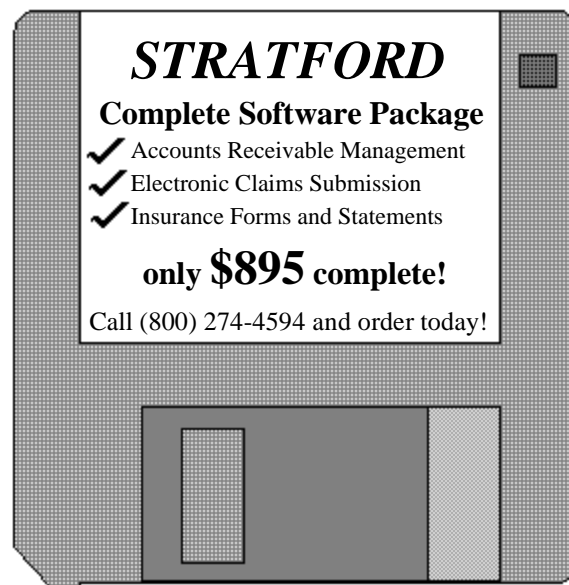 STRATFORD
Complete Software Package
Accounts Receivable Management
Electronic Claims Submission
Insurance Forms and Statements
only $895 complete!
Call (800) 274-4594 and order today!